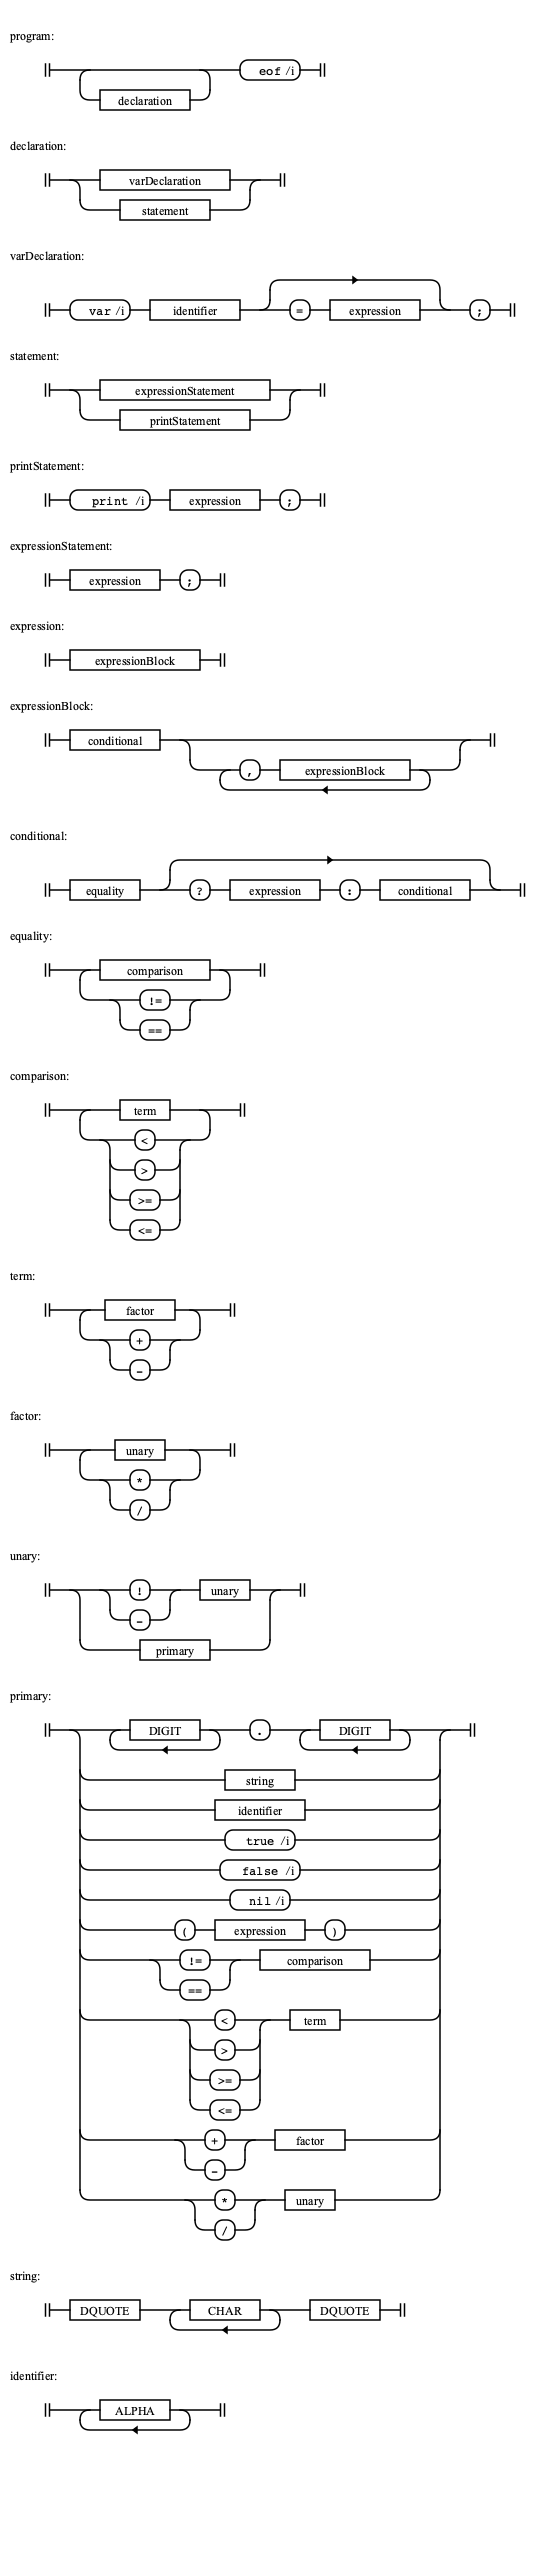 program:
eof /i
declaration
declaration:
varDeclaration
statement
varDeclaration:
var /i identifier = expression ;
statement:
expressionStatement
printStatement
printStatement:
print /i expression ;
expressionStatement:
expression ;
expression:
expressionBlock
expressionBlock:
conditional
, expressionBlock
conditional:
equality ? expression : conditional
equality:
comparison
!=
==
comparison:
term
<
>
>=
<=
term:
factor
+
-
factor:
unary
*
/
unary:
! unary
-
primary
primary:
DIGIT . DIGIT
string
identifier
true /i
false /i
nil /i
( expression )
!= comparison
==
< term
>
>=
<=
+ factor
-
* unary
/
string:
DQUOTE CHAR DQUOTE
identifier:
ALPHA